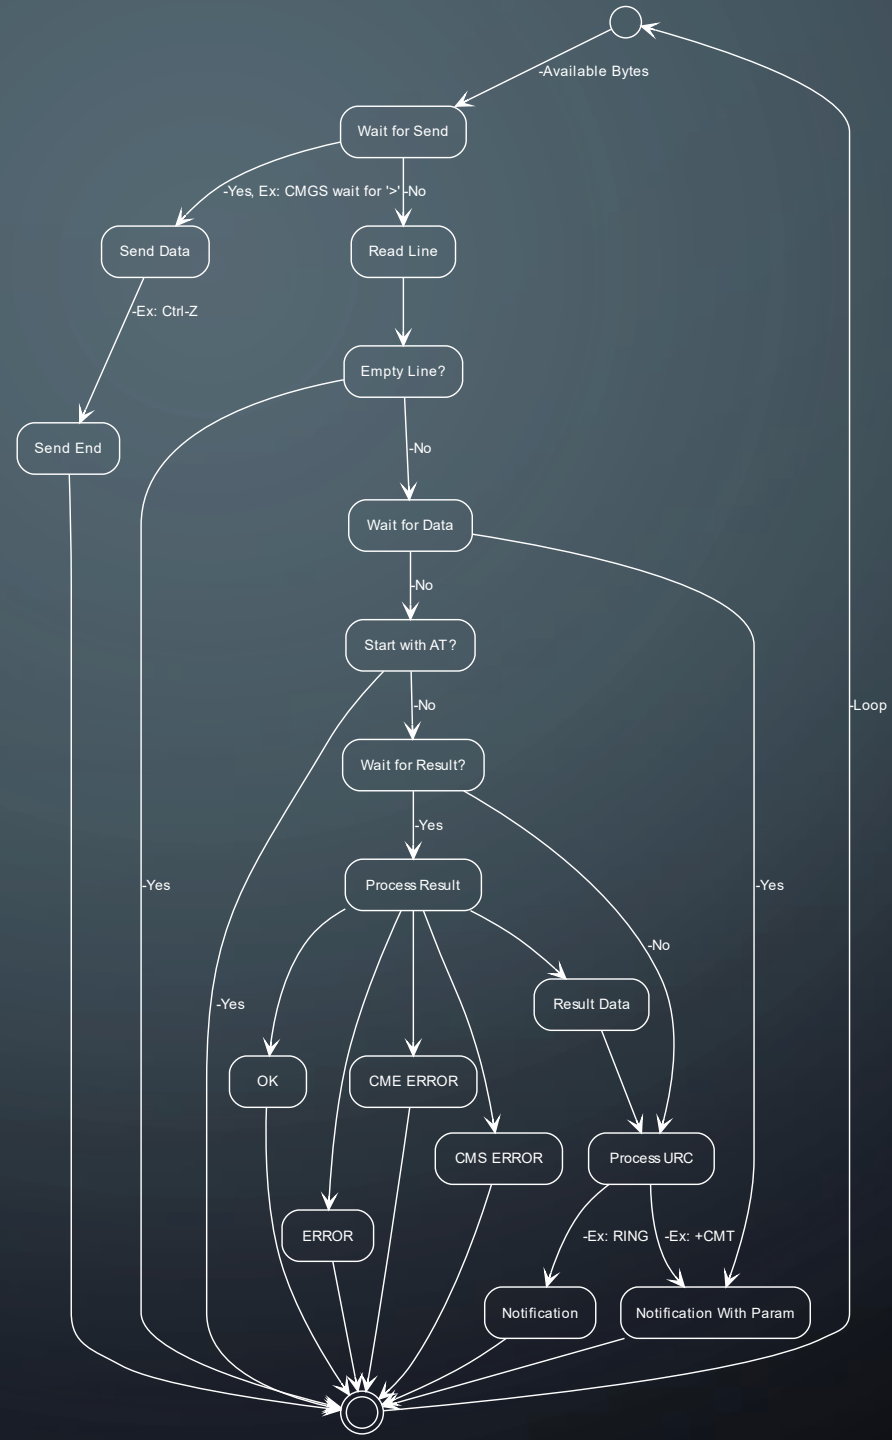 -Available Bytes
Wait for Send
-Yes, Ex: CMGS wait for '>'
-No
Send Data
Read Line
-Ex: Ctrl-Z
Empty Line?
Send End
-No
Wait for Data
-No
Start with AT?
-No
-Loop
Wait for Result?
-Yes
-Yes
Process Result
-Yes
-No
-Yes
Result Data
OK
CME ERROR
CMS ERROR
Process URC
ERROR
-Ex: RING
-Ex: +CMT
Notification
Notification With Param